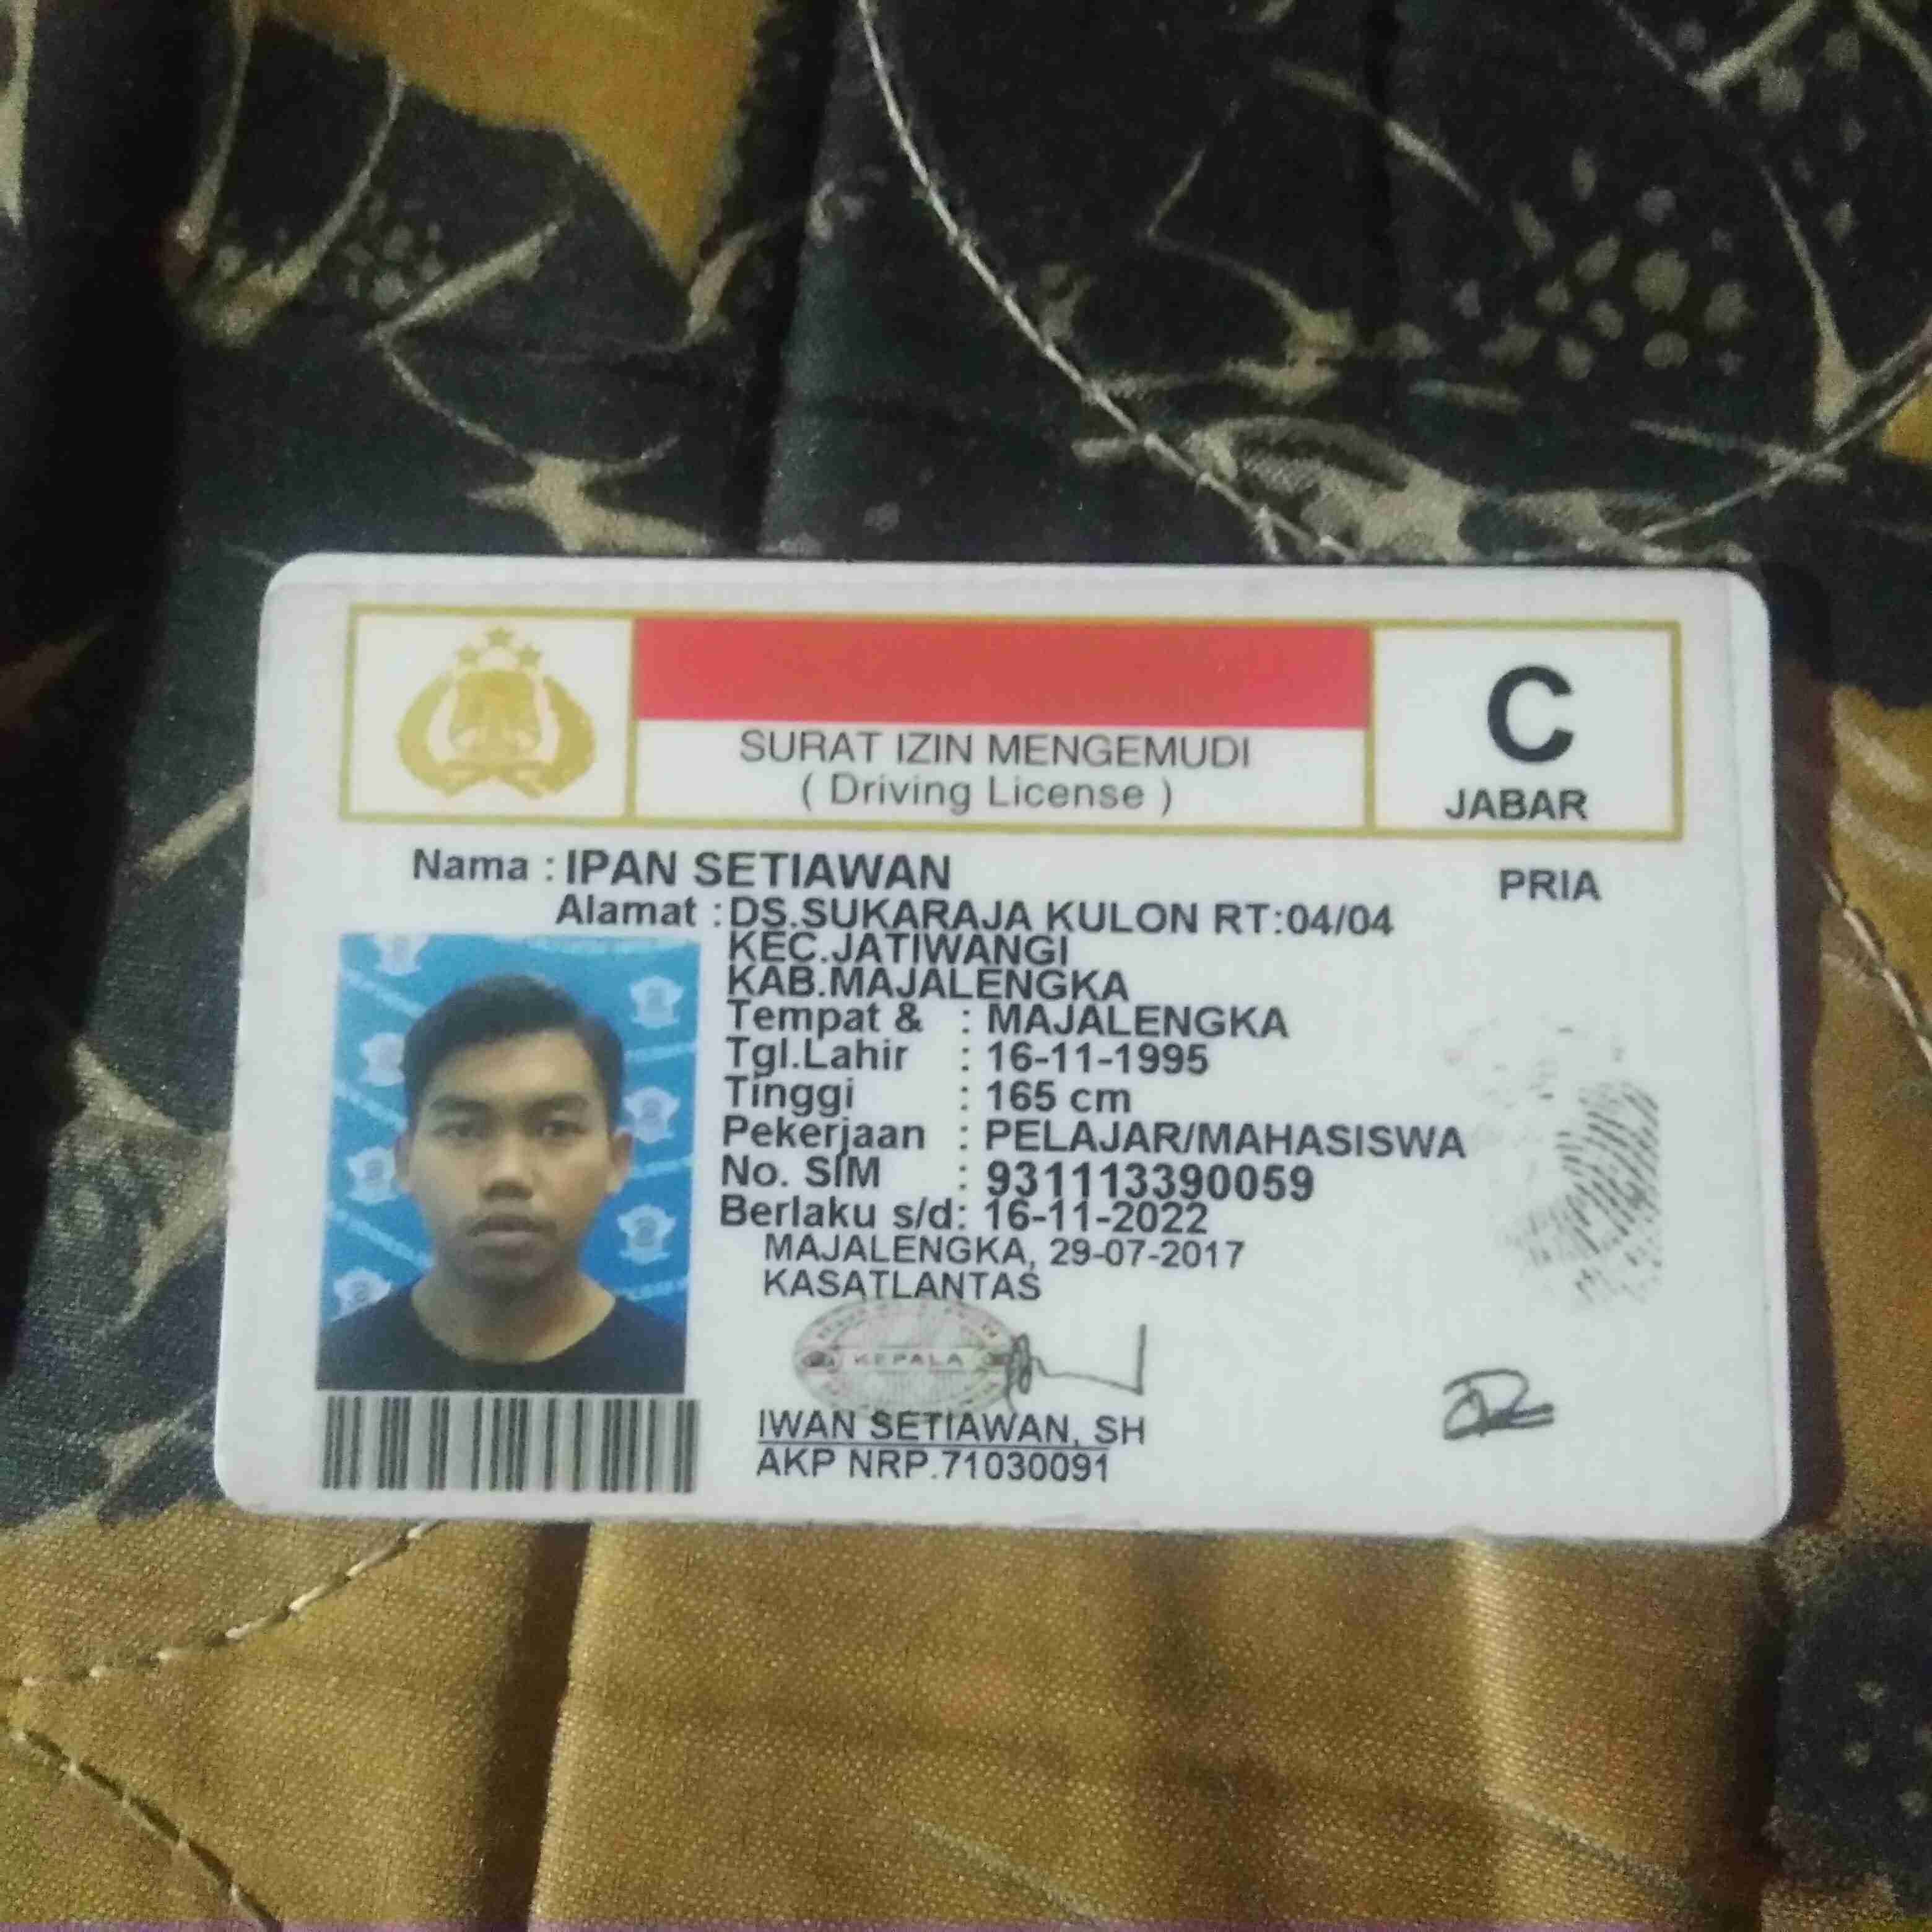 SURAT IZIN MENGEMUDI
( Driving License )
C
JABAR
Nama : IPAN SETIAWAN
PRIA
Alamat : DS.SUKARAJA KULON RT:04/04
KEC.JATIWANGI
KAB.MAJALENGKA
Tempat & : MAJALENGKA
Tgl.Lahir : 16-11-1995
Tinggi : 165 cm
Pekerjaan : PELAJAR/MAHASISWA
No. SIM : 931113390059
Berlaku s/d: 16-11-2022
MAJALENGKA, 29-07-2017
KASATLANTAS
KEPALA
IWAN SETIAWAN, SH
AKP NRP.71030091